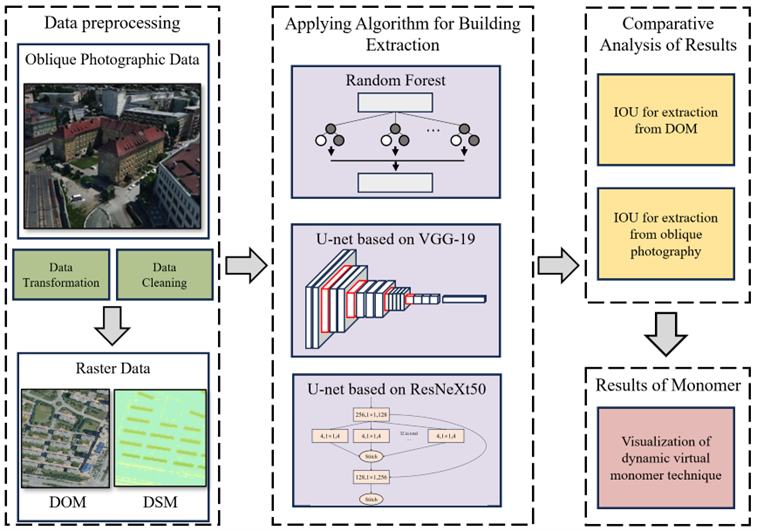 Data preprocessing
Oblique Photographic Data
Data
Transformation
Data
Cleaning
Raster Data
DOM
DSM
Applying Algorithm for Building
Extraction
Random Forest
...
U-net based on VGG-19
U-net based on ResNeXt50
256,1×1,128
4,1×1,4
4,1×1,4
32 in total
...
4,1×1,4
Stitch
128,1×1,256
Stitch
Comparative
Analysis of Results
IOU for extraction
from DOM
IOU for extraction
from oblique
photography
Results of Monomer
Visualization of
dynamic virtual
monomer technique